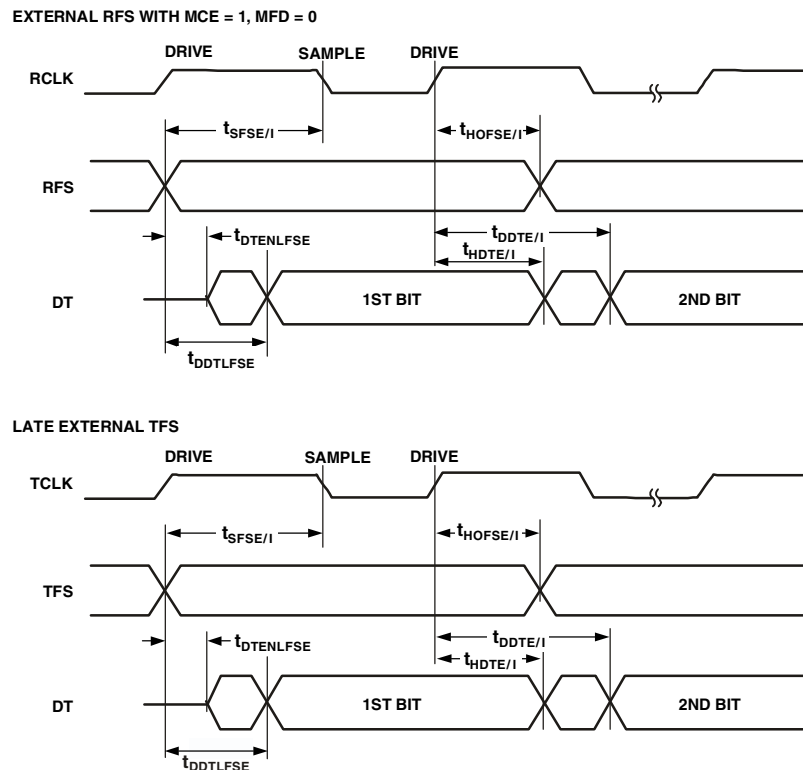 EXTERNAL RFS WITH MCE = 1, MFD = 0
DRIVE SAMPLE DRIVE
RCLK
tSFSE/I tHOFSE/I
RFS
tDDTE/I
tDTENLFSE tHDTE/I
DT 1ST BIT 2ND BIT
tDDTLFSE
LATE EXTERNAL TFS
DRIVE SAMPLE DRIVE
TCLK
tSFSE/I tHOFSE/I
TFS
tDTENLFSE tDDTE/I
tHDTE/I
DT 1ST BIT 2ND BIT
tDDTLFSE